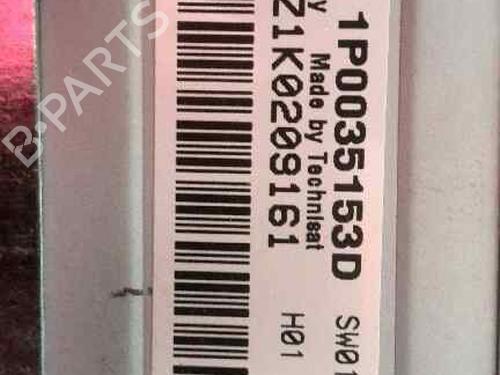 1P0035153D SW01
y Made by Technisat
Z1K0209161 H01
B-PARTS